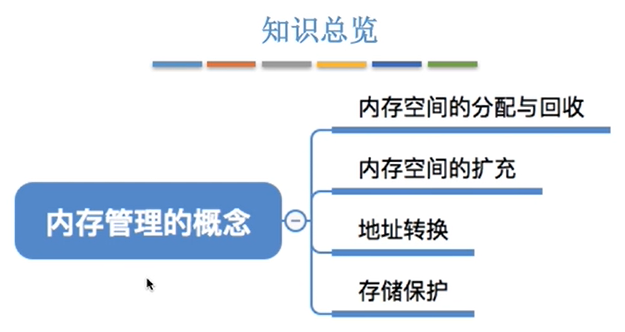 知识总览
内存管理的概念
内存空间的分配与回收
内存空间的扩充
地址转换
存储保护